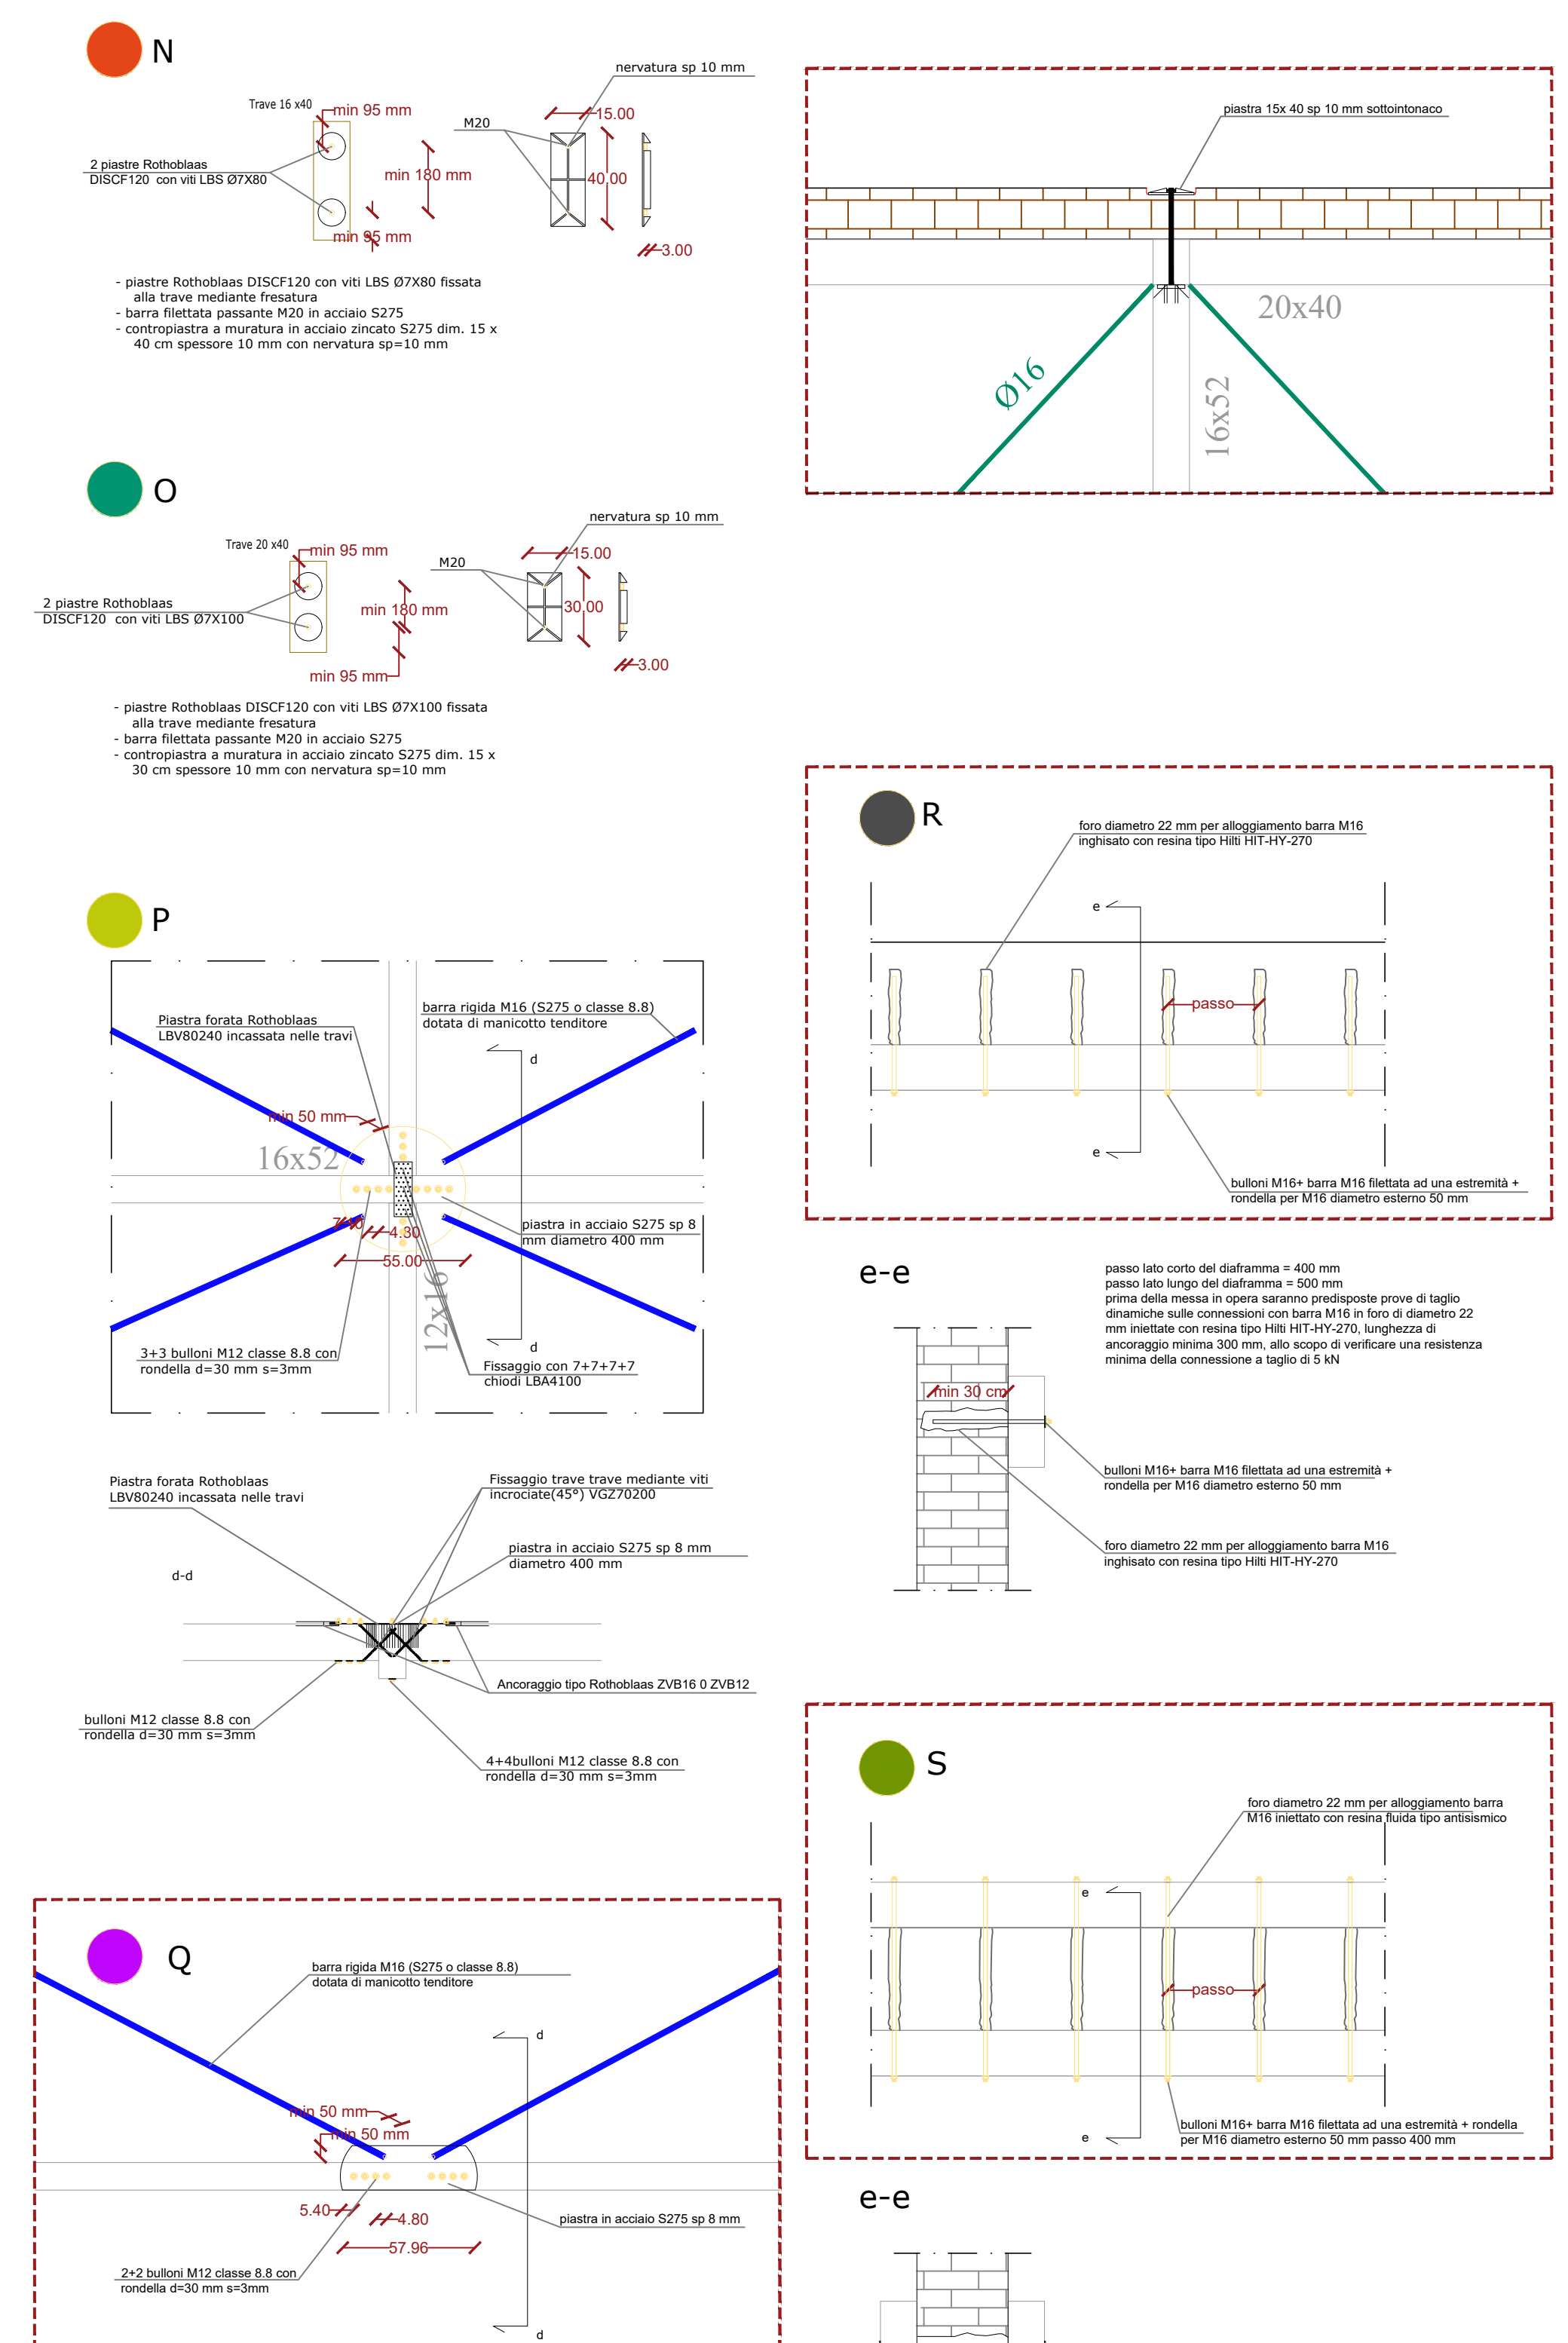 N
nervatura sp 10 mm
Trave 16 x40
min 95 mm
15.00
M20
2 piastre Rothoblaas
DISCF120 con viti LBS Ø7X80
min 180 mm
40.00
min 95 mm
3.00
- piastre Rothoblaas DISCF120 con viti LBS Ø7X80 fissata
alla trave mediante fresatura
- barra filettata passante M20 in acciaio S275
- contropiastra a muratura in acciaio zincato S275 dim. 15 x
40 cm spessore 10 mm con nervatura sp=10 mm
piastra 15x 40 sp 10 mm sottointonaco
20x40
Ø16
16x52
O
nervatura sp 10 mm
Trave 20 x40
min 95 mm
15.00
M20
2 piastre Rothoblaas
DISCF120 con viti LBS Ø7X100
min 180 mm
30.00
min 95 mm
3.00
- piastre Rothoblaas DISCF120 con viti LBS Ø7X100 fissata
alla trave mediante fresatura
- barra filettata passante M20 in acciaio S275
- contropiastra a muratura in acciaio zincato S275 dim. 15 x
30 cm spessore 10 mm con nervatura sp=10 mm
P
Piastra forata Rothoblaas
LBV80240 incassata nelle travi
barra rigida M16 (S275 o classe 8.8)
dotata di manicotto tenditore
d
min 50 mm
16x52
4.30
55.00
piastra in acciaio S275 sp 8
mm diametro 400 mm
12x16
d
3+3 bulloni M12 classe 8.8 con
rondella d=30 mm s=3mm
Fissaggio con 7+7+7+7
chiodi LBA4100
Piastra forata Rothoblaas
LBV80240 incassata nelle travi
Fissaggio trave trave mediante viti
incrociate(45°) VGZ70200
piastra in acciaio S275 sp 8 mm
diametro 400 mm
d-d
Ancoraggio tipo Rothoblaas ZVB16 0 ZVB12
bulloni M12 classe 8.8 con
rondella d=30 mm s=3mm
4+4bulloni M12 classe 8.8 con
rondella d=30 mm s=3mm
Q
barra rigida M16 (S275 o classe 8.8)
dotata di manicotto tenditore
d
min 50 mm
min 50 mm
5.40
4.80
57.96
piastra in acciaio S275 sp 8 mm
2+2 bulloni M12 classe 8.8 con
rondella d=30 mm s=3mm
d
R
foro diametro 22 mm per alloggiamento barra M16
inghisato con resina tipo Hilti HIT-HY-270
e
passo
e
bulloni M16+ barra M16 filettata ad una estremità +
rondella per M16 diametro esterno 50 mm
e-e
passo lato corto del diaframma = 400 mm
passo lato lungo del diaframma = 500 mm
prima della messa in opera saranno predisposte prove di taglio
dinamiche sulle connessioni con barra M16 in foro di diametro 22
mm iniettate con resina tipo Hilti HIT-HY-270, lunghezza di
ancoraggio minima 300 mm, allo scopo di verificare una resistenza
minima della connessione a taglio di 5 kN
min 30 cm
bulloni M16+ barra M16 filettata ad una estremità +
rondella per M16 diametro esterno 50 mm
foro diametro 22 mm per alloggiamento barra M16
inghisato con resina tipo Hilti HIT-HY-270
S
foro diametro 22 mm per alloggiamento barra
M16 iniettato con resina fluida tipo antisismico
e
passo
e
bulloni M16+ barra M16 filettata ad una estremità + rondella
per M16 diametro esterno 50 mm passo 400 mm
e-e